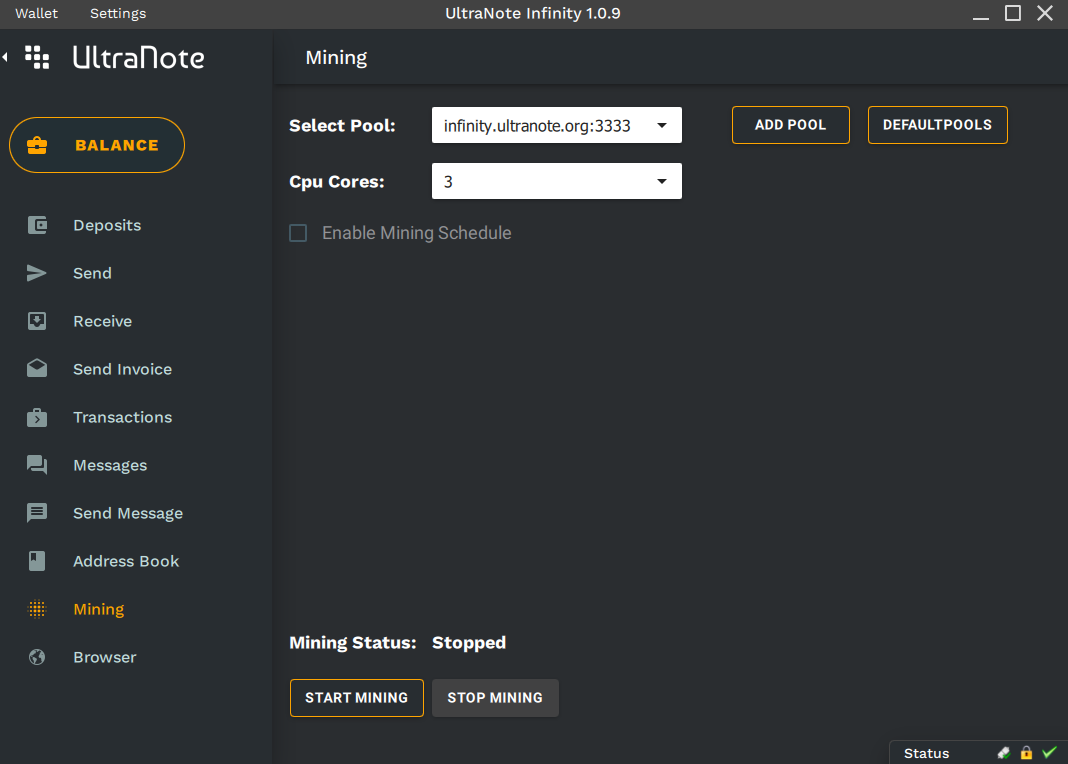 Wallet Settings UltraNote Infinity 1.0.9
UltraNote
Mining
BALANCE
Select Pool: infinity.ultranote.org:3333 ADD POOL DEFAULTPOOLS
Cpu Cores: 3
Enable Mining Schedule
Deposits
Send
Receive
Send Invoice
Transactions
Messages
Send Message
Address Book
Mining
Browser
Mining Status: Stopped
START MINING STOP MINING
Status